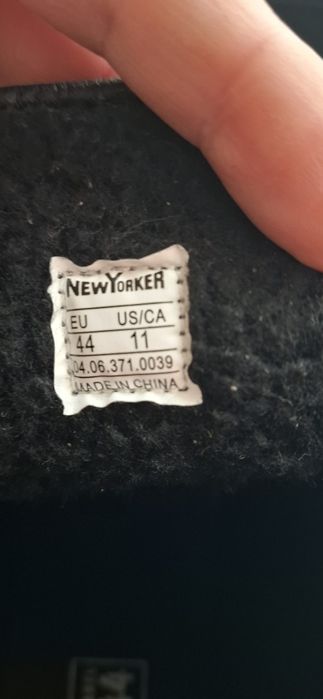 NEWYORKER
EU US/CA
44 11
04.06.371.0039
MADE IN CHINA